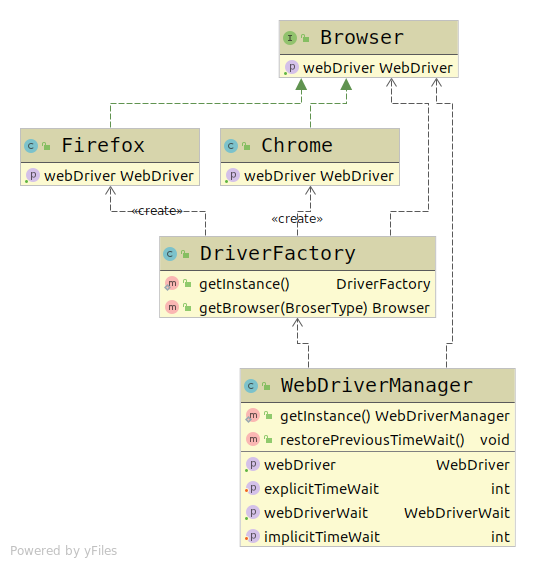 Browser
webDriver WebDriver
Firefox
webDriver WebDriver
Chrome
webDriver WebDriver
«create»
«create»
DriverFactory
getInstance() DriverFactory
getBrowser(BroserType) Browser
WebDriverManager
getInstance() WebDriverManager
restorePreviousTimeWait() void
webDriver WebDriver
explicitTimeWait int
webDriverWait WebDriverWait
implicitTimeWait int
Powered by yFiles